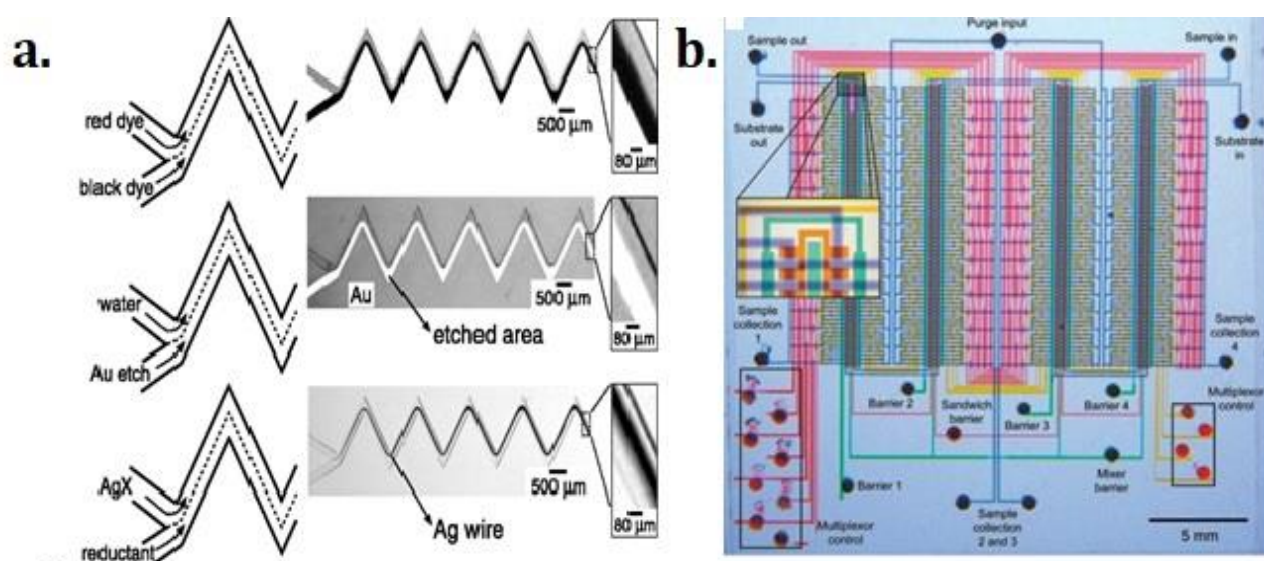 a.
red dye
black dye
500 μm
80 μm
water
Au etch
Au
500 μm
etched area
80 μm
AgX
reductant
500 μm
Ag wire
80 μm
b.
Purge input
Sample out
Sample in
Substrate
out
Substrate
in
Sample
collection
1
Sample
collection
4
Barrier 2
Sandwich
barrier
Barrier 3
Barrier 4
Multiplexor
control
Barrier 1
Mixer
barrier
Multiplexor
control
Sample
collection
2 and 3
5 mm